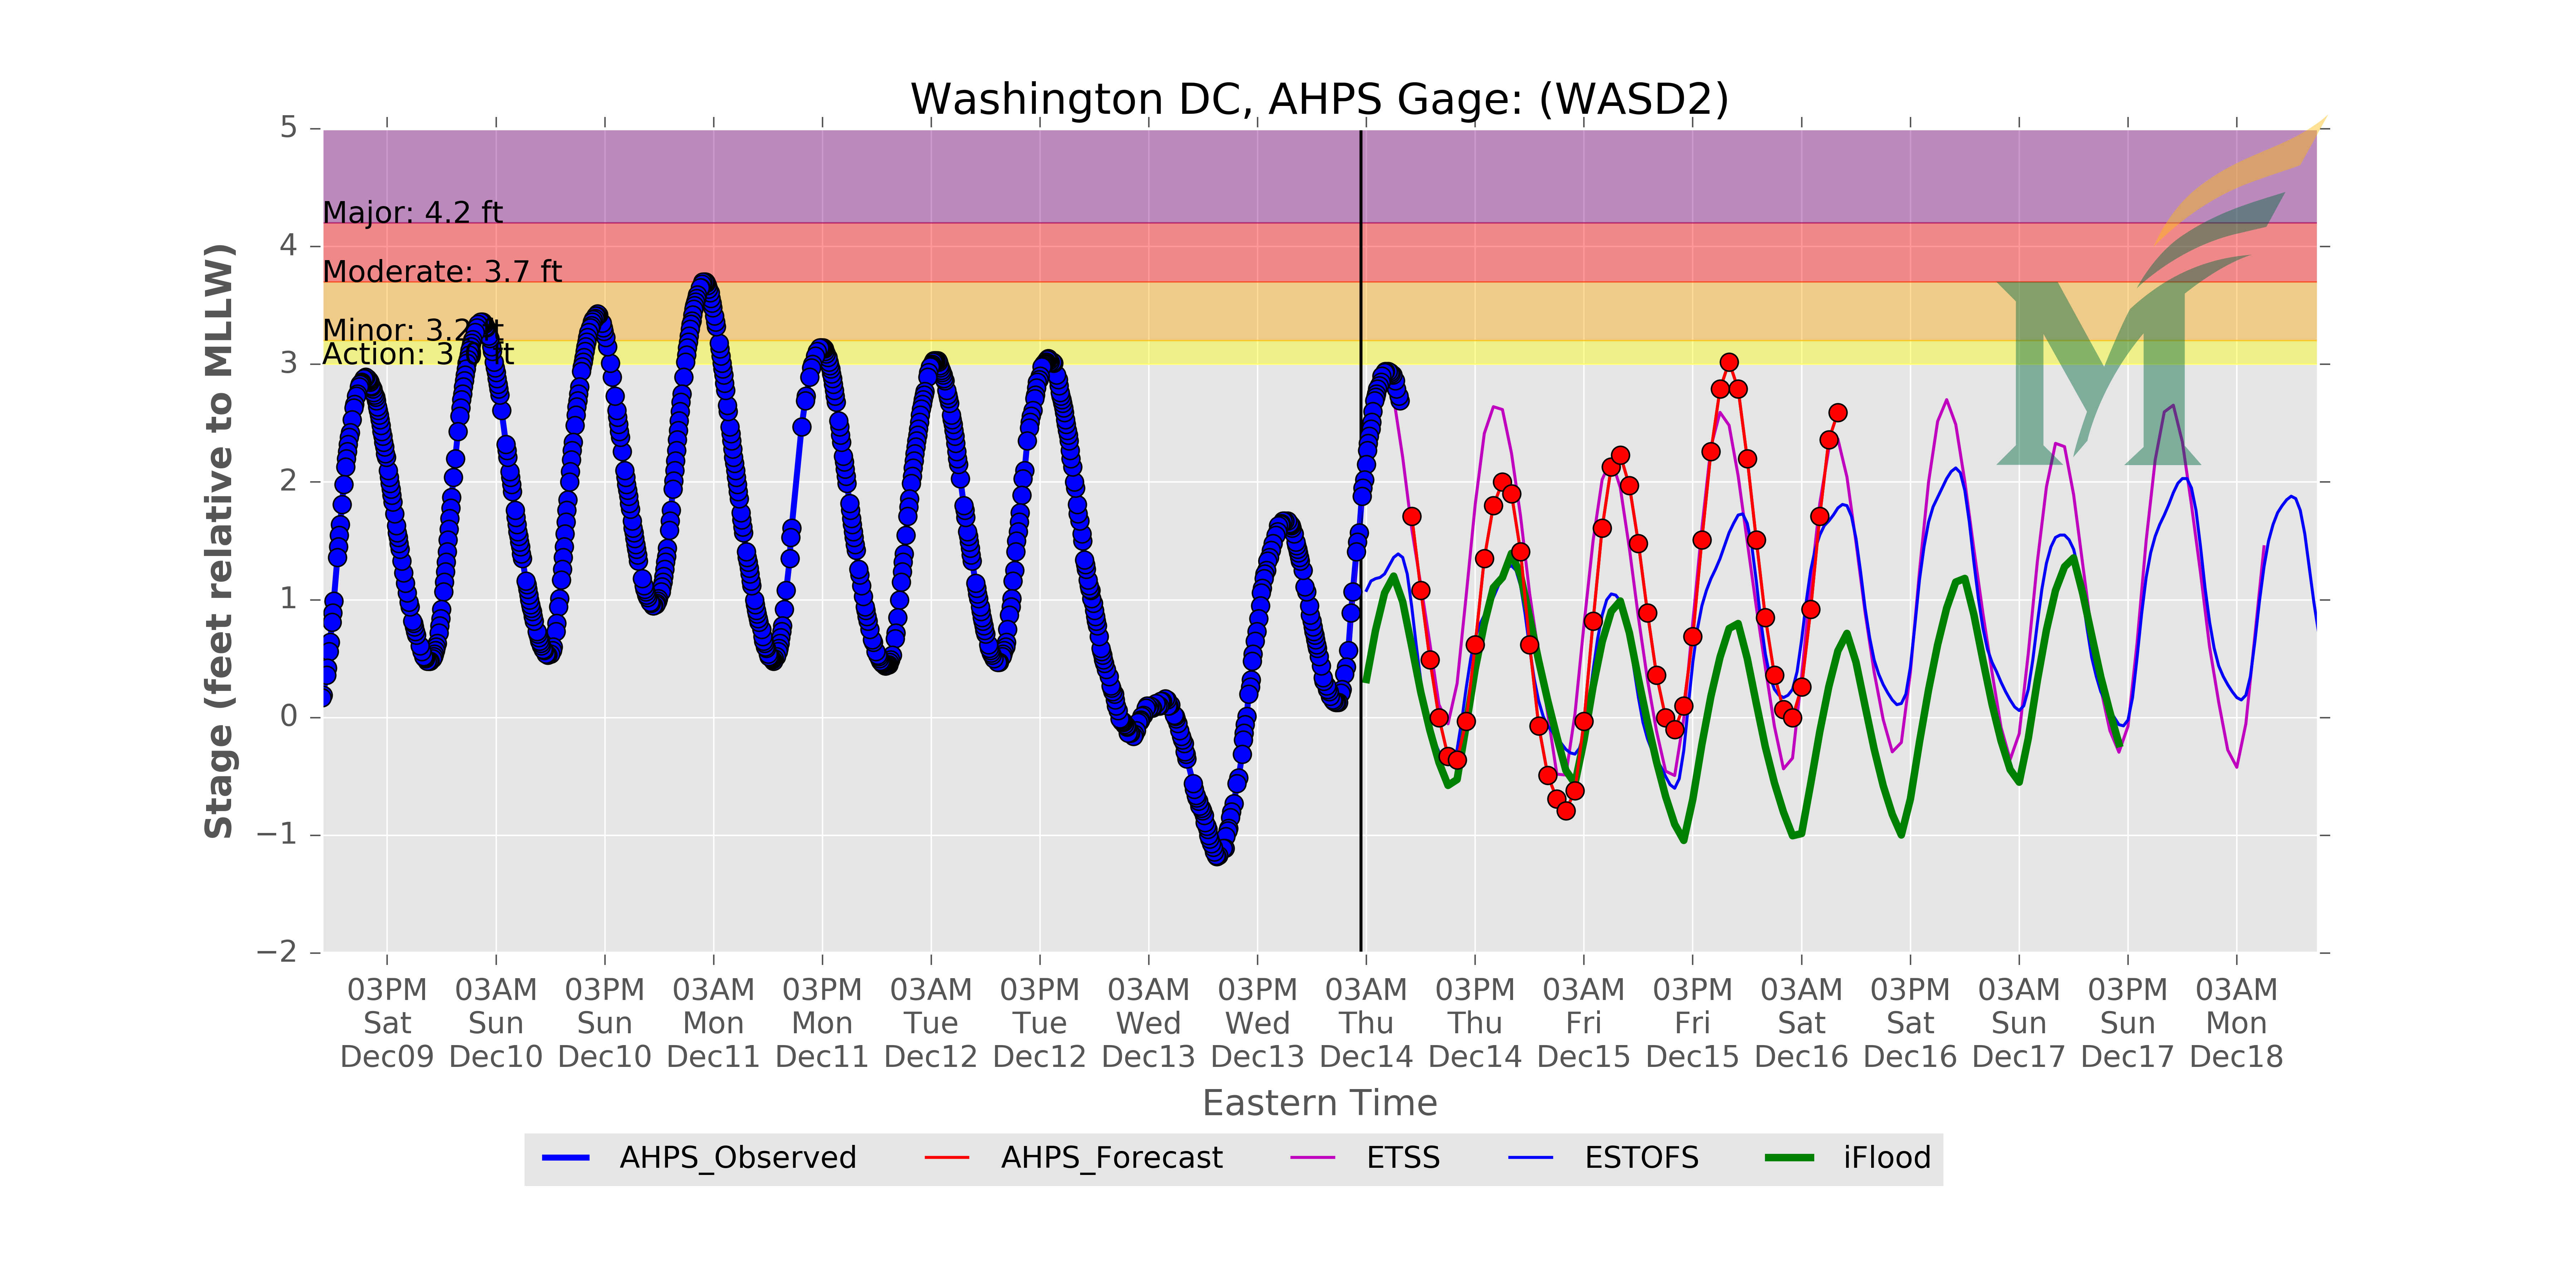 Washington DC, AHPS Gage: (WASD2)
Stage (feet relative to MLLW)
5
4
3
2
1
0
−1
−2
Major: 4.2 ft
Moderate: 3.7 ft
Minor: 3.2 ft
Action: 3. ft
M
03PM 03AM 03PM 03AM 03PM 03AM 03PM 03AM 03PM 03AM 03PM 03AM 03PM 03AM 03PM 03AM 03PM 03AM
Sat Sun Sun Mon Mon Tue Tue Wed Wed Thu Thu Fri Fri Sat Sat Sun Sun Mon
Dec09 Dec10 Dec10 Dec11 Dec11 Dec12 Dec12 Dec13 Dec13 Dec14 Dec14 Dec15 Dec15 Dec16 Dec16 Dec17 Dec17 Dec18
Eastern Time
AHPS_Observed AHPS_Forecast ETSS ESTOFS iFlood